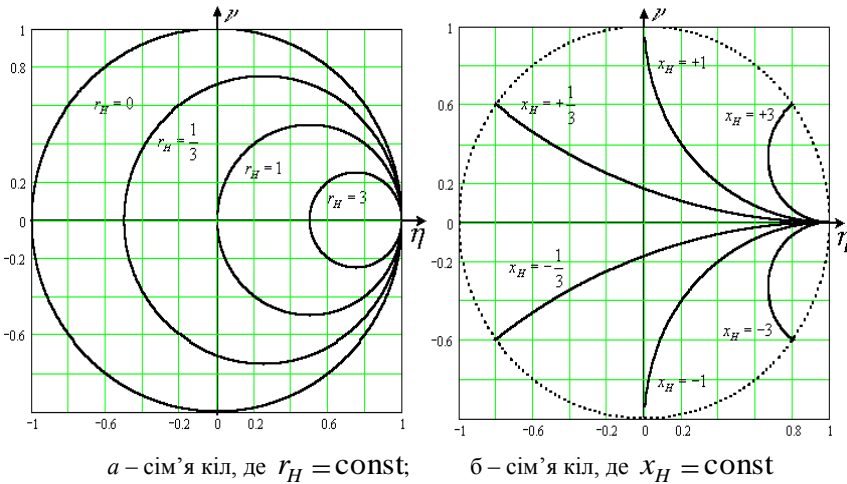 ν
1
0.6
0.2
0
-0.2
-0.6
-1 -0.6 -0.2 0 0.2 0.6 1
η
r_H = 0
r_H = 1/3
r_H = 1
r_H = 3
ν
1
0.6
0.2
0
-0.2
-0.6
-1 -0.6 -0.2 0 0.2 0.8 1
η
x_H = +1
x_H = +1/3
x_H = +3
x_H = -1/3
x_H = -3
x_H = -1
а – сім’я кіл, де r_H = const; б – сім’я кіл, де x_H = const